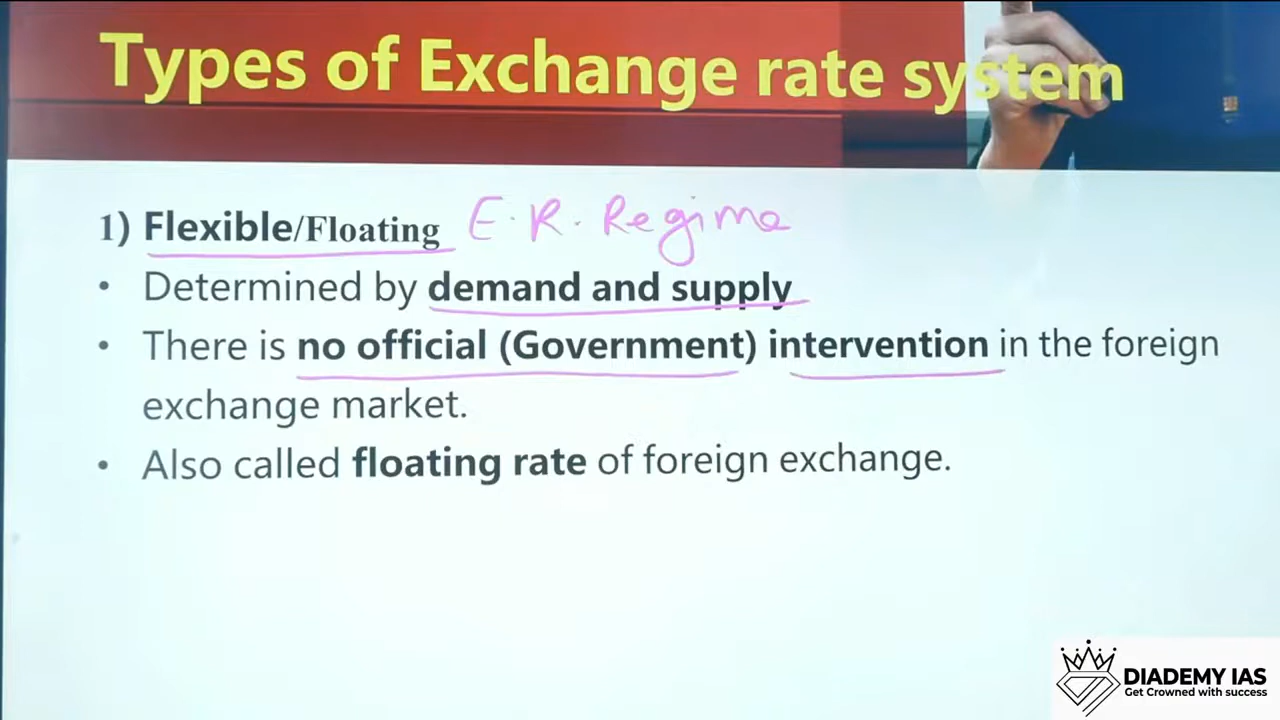 Types of Exchange rate system
1) Flexible/Floating E. R. Regime
• Determined by demand and supply
• There is no official (Government) intervention in the foreign
exchange market.
• Also called floating rate of foreign exchange.
DIADEMY IAS
Get Crowned with success